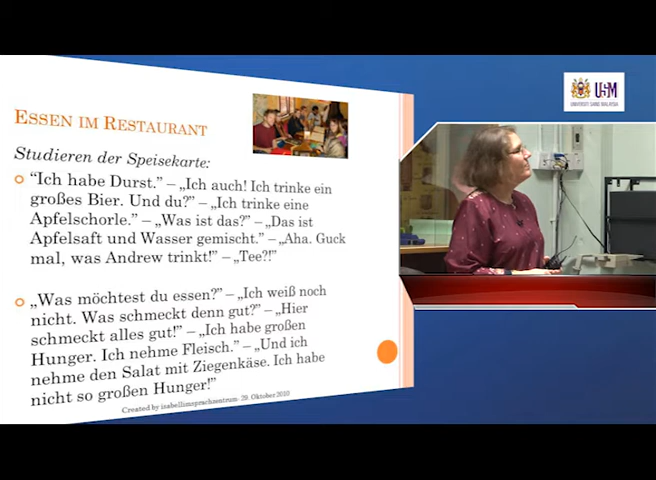 ESSEN IM RESTAURANT
Studieren der Speisekarte:
“Ich habe Durst.” – „Ich auch! Ich trinke ein
großes Bier. Und du?” – „Ich trinke eine
Apfelschorle.” – „Was ist das?” – „Das ist
Apfelsaft und Wasser gemischt.” – „Aha. Guck
mal, was Andrew trinkt!” – „Tee?!”
„Was möchtest du essen?” – „Ich weiß noch
nicht. Was schmeckt denn gut?” – „Hier
schmeckt alles gut!” – „Ich habe großen
Hunger. Ich nehme Fleisch.” – „Und ich
nehme den Salat mit Ziegenkäse. Ich habe
nicht so großen Hunger!”
Created by isabellimsprachzentrum. 29. Oktober 2010
USM
UNIVERSITI SAINS MALAYSIA